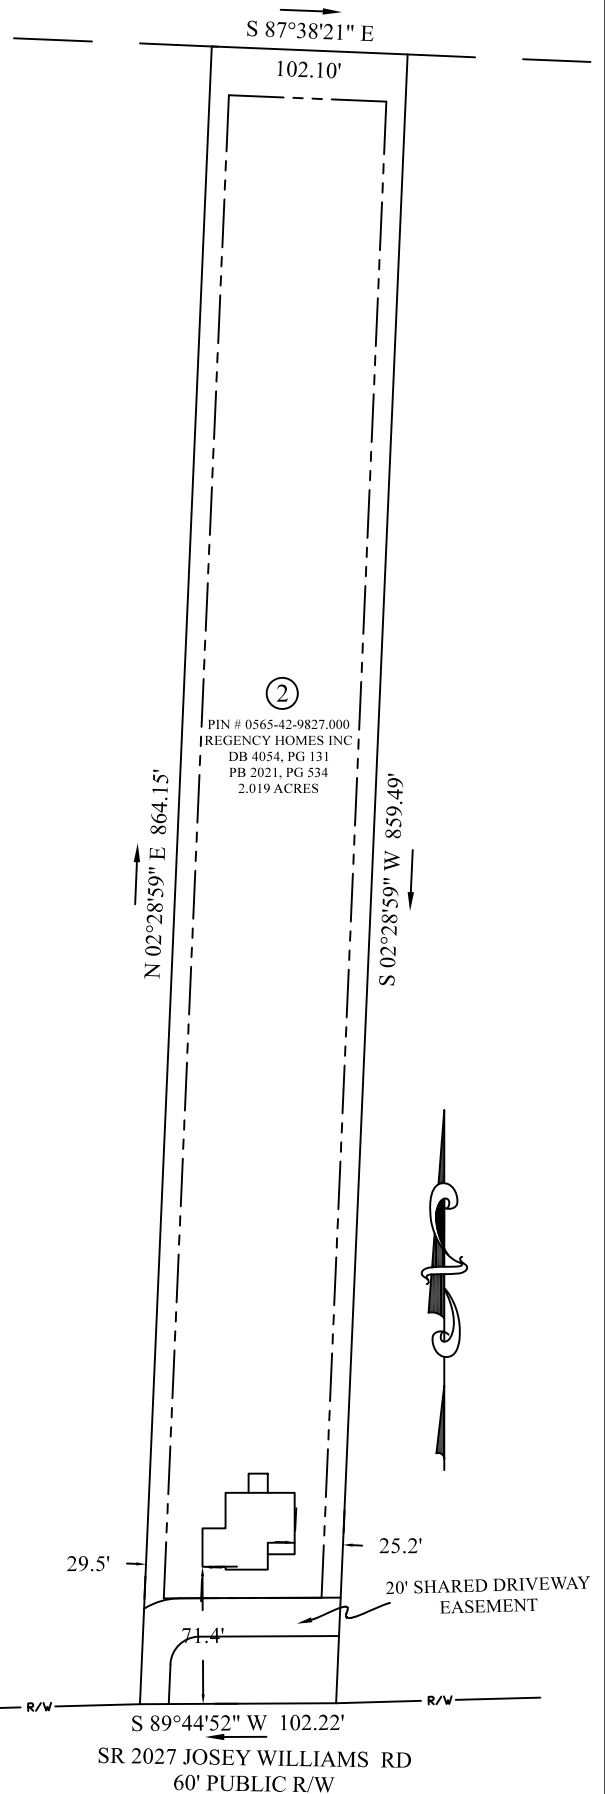 S 87°38'21" E
102.10'
2
PIN # 0565-42-9827.000
REGENCY HOMES INC
DB 4054, PG 131
PB 2021, PG 534
2.019 ACRES
N 02°28'59" E 864.15'
S 02°28'59" W 859.49'
29.5'
25.2'
20' SHARED DRIVEWAY
EASEMENT
71.4'
R/W
R/W
S 89°44'52" W 102.22'
SR 2027 JOSEY WILLIAMS RD
60' PUBLIC R/W